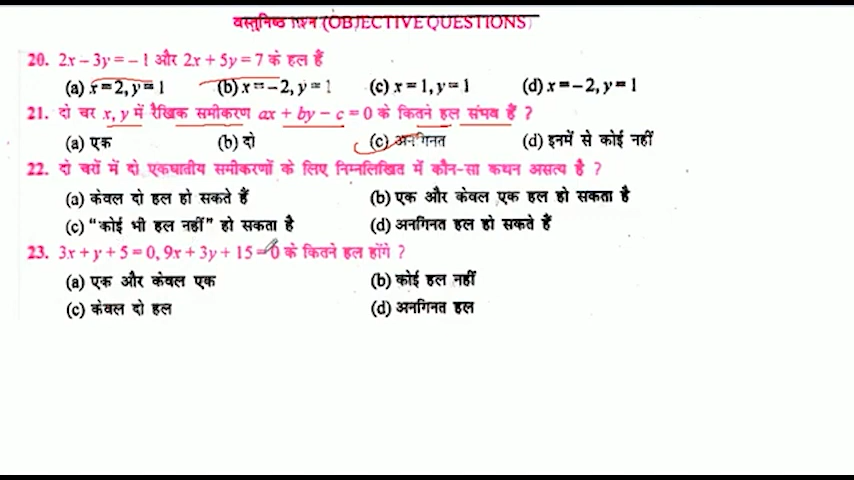 वस्तुनिष्ठ प्रश्न (OBJECTIVE QUESTIONS)
20. 2x – 3y = – 1 और 2x + 5y = 7 के हल हैं
(a) x = 2, y = 1 (b) x = – 2, y = 1 (c) x = 1, y = 1 (d) x = – 2, y = 1
21. दो चर x, y में रैखिक समीकरण ax + by – c = 0 के कितने हल संभव हैं ?
(a) एक (b) दो (c) अनगिनत (d) इनमें से कोई नहीं
22. दो चरों में दो एकघातीय समीकरणों के लिए निम्नलिखित में कौन-सा कथन असत्य है ?
(a) केवल दो हल हो सकते हैं (b) एक और केवल एक हल हो सकता है
(c) “कोई भी हल नहीं” हो सकता है (d) अनगिनत हल हो सकते हैं
23. 3x + y + 5 = 0, 9x + 3y + 15 = 0 के कितने हल होंगे ?
(a) एक और केवल एक (b) कोई हल नहीं
(c) केवल दो हल (d) अनगिनत हल